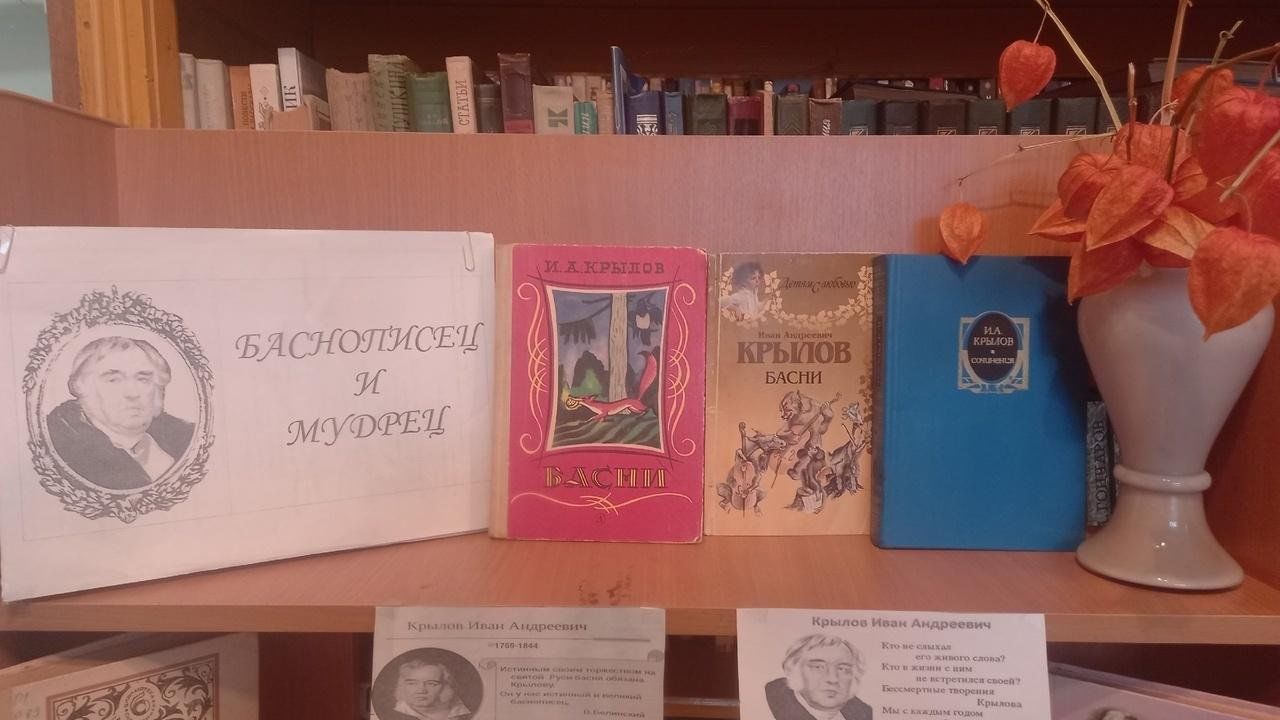 СТАТЬИ
БАСНОПИСЕЦ
И
МУДРЕЦ
И.А.КРЫЛОВ
БАСНИ
Детям с любовью
Иван Андреевич
КРЫЛОВ
БАСНИ
И.А.
КРЫЛОВ
СОЧИНЕНИЯ
ГОНЧАРОВ
Крылов Иван Андреевич
1769-1844
Истинным своим торжеством на
святой Руси басня обязана
Крылову.
Он у нас истинный и великий
баснописец.
В.Белинский
Крылов Иван Андреевич
Кто не слыхал
его живого слова?
Кто в жизни с ним
не встретился своей?
Бессмертные творения
Крылова
Мы с каждым годом